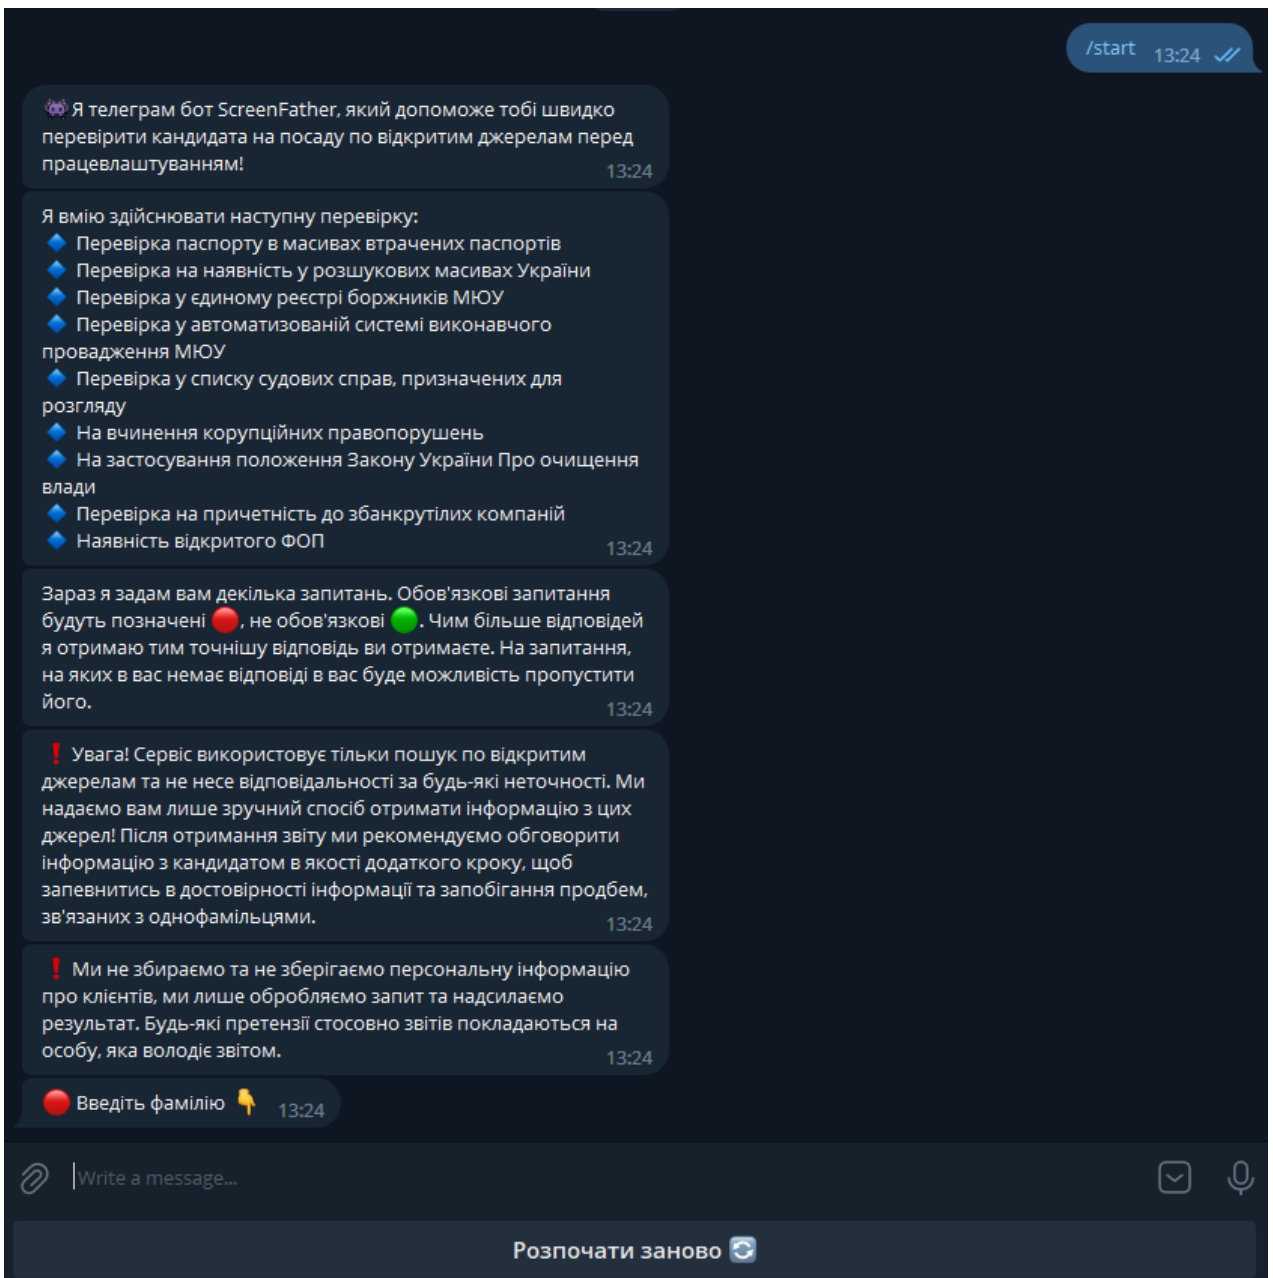 /start 13:24
👾 Я телеграм бот ScreenFather, який допоможе тобі швидко
перевірити кандидата на посаду по відкритим джерелам перед
працевлаштуванням! 13:24
Я вмію здійснювати наступну перевірку:
🔹 Перевірка паспорту в масивах втрачених паспортів
🔹 Перевірка на наявність у розшукових масивах України
🔹 Перевірка у єдиному реєстрі боржників МЮУ
🔹 Перевірка у автоматизованій системі виконавчого
провадження МЮУ
🔹 Перевірка у списку судових справ, призначених для
розгляду
🔹 На вчинення корупційних правопорушень
🔹 На застосування положення Закону України Про очищення
влади
🔹 Перевірка на причетність до збанкрутілих компаній
🔹 Наявність відкритого ФОП 13:24
Зараз я задам вам декілька запитань. Обов'язкові запитання
будуть позначені 🔴, не обов'язкові 🟢. Чим більше відповідей
я отримаю тим точнішу відповідь ви отримаєте. На запитання,
на яких в вас немає відповіді в вас буде можливість пропустити
його. 13:24
❗ Увага! Сервіс використовує тільки пошук по відкритим
джерелам та не несе відповідальності за будь-які неточності. Ми
надаємо вам лише зручний спосіб отримати інформацію з цих
джерел! Після отримання звіту ми рекомендуємо обговорити
інформацію з кандидатом в якості додаткого кроку, щоб
запевнитись в достовірності інформації та запобігання продбем,
зв'язаних з однофамільцями. 13:24
❗ Ми не збираємо та не зберігаємо персональну інформацію
про клієнтів, ми лише обробляємо запит та надсилаємо
результат. Будь-які претензії стосовно звітів покладаються на
особу, яка володіє звітом. 13:24
🔴 Введіть фамілію 👇 13:24
Write a message...
Розпочати заново 🔄